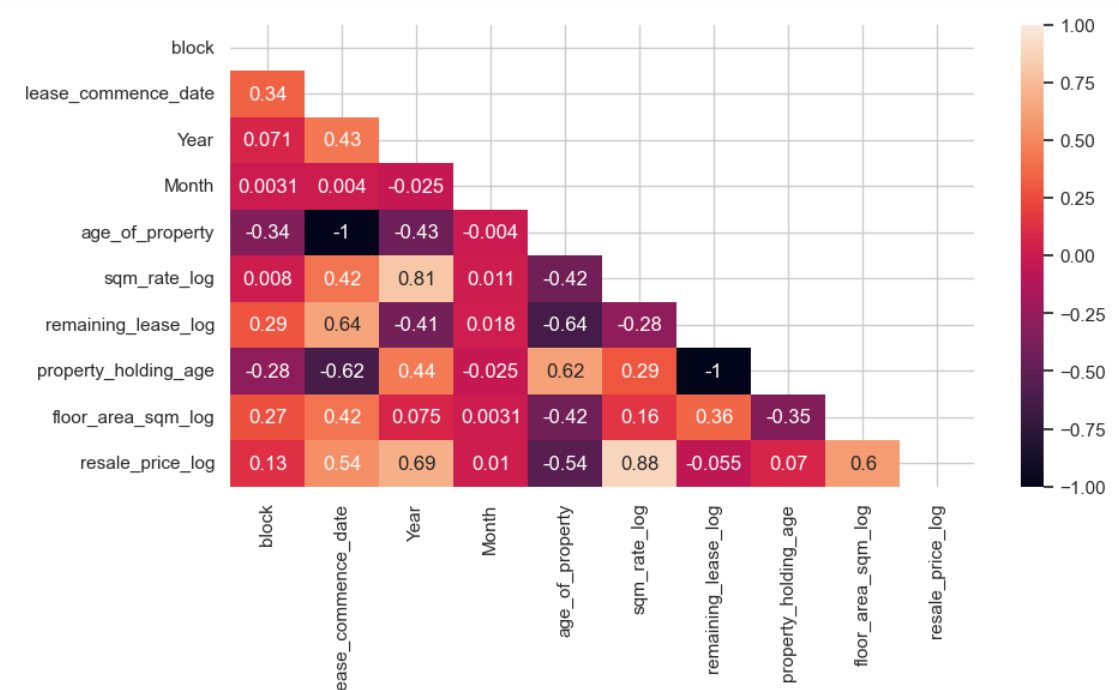 block
lease_commence_date 0.34
Year 0.071 0.43
Month 0.0031 0.004 -0.025
age_of_property -0.34 -1 -0.43 -0.004
sqm_rate_log 0.008 0.42 0.81 0.011 -0.42
remaining_lease_log 0.29 0.64 -0.41 0.018 -0.64 -0.28
property_holding_age -0.28 -0.62 0.44 -0.025 0.62 0.29 -1
floor_area_sqm_log 0.27 0.42 0.075 0.0031 -0.42 0.16 0.36 -0.35
resale_price_log 0.13 0.54 0.69 0.01 -0.54 0.88 -0.055 0.07 0.6
block
ease_commence_date
Year
Month
age_of_property
sqm_rate_log
remaining_lease_log
property_holding_age
floor_area_sqm_log
resale_price_log
1.00
0.75
0.50
0.25
0.00
−0.25
−0.50
−0.75
−1.00